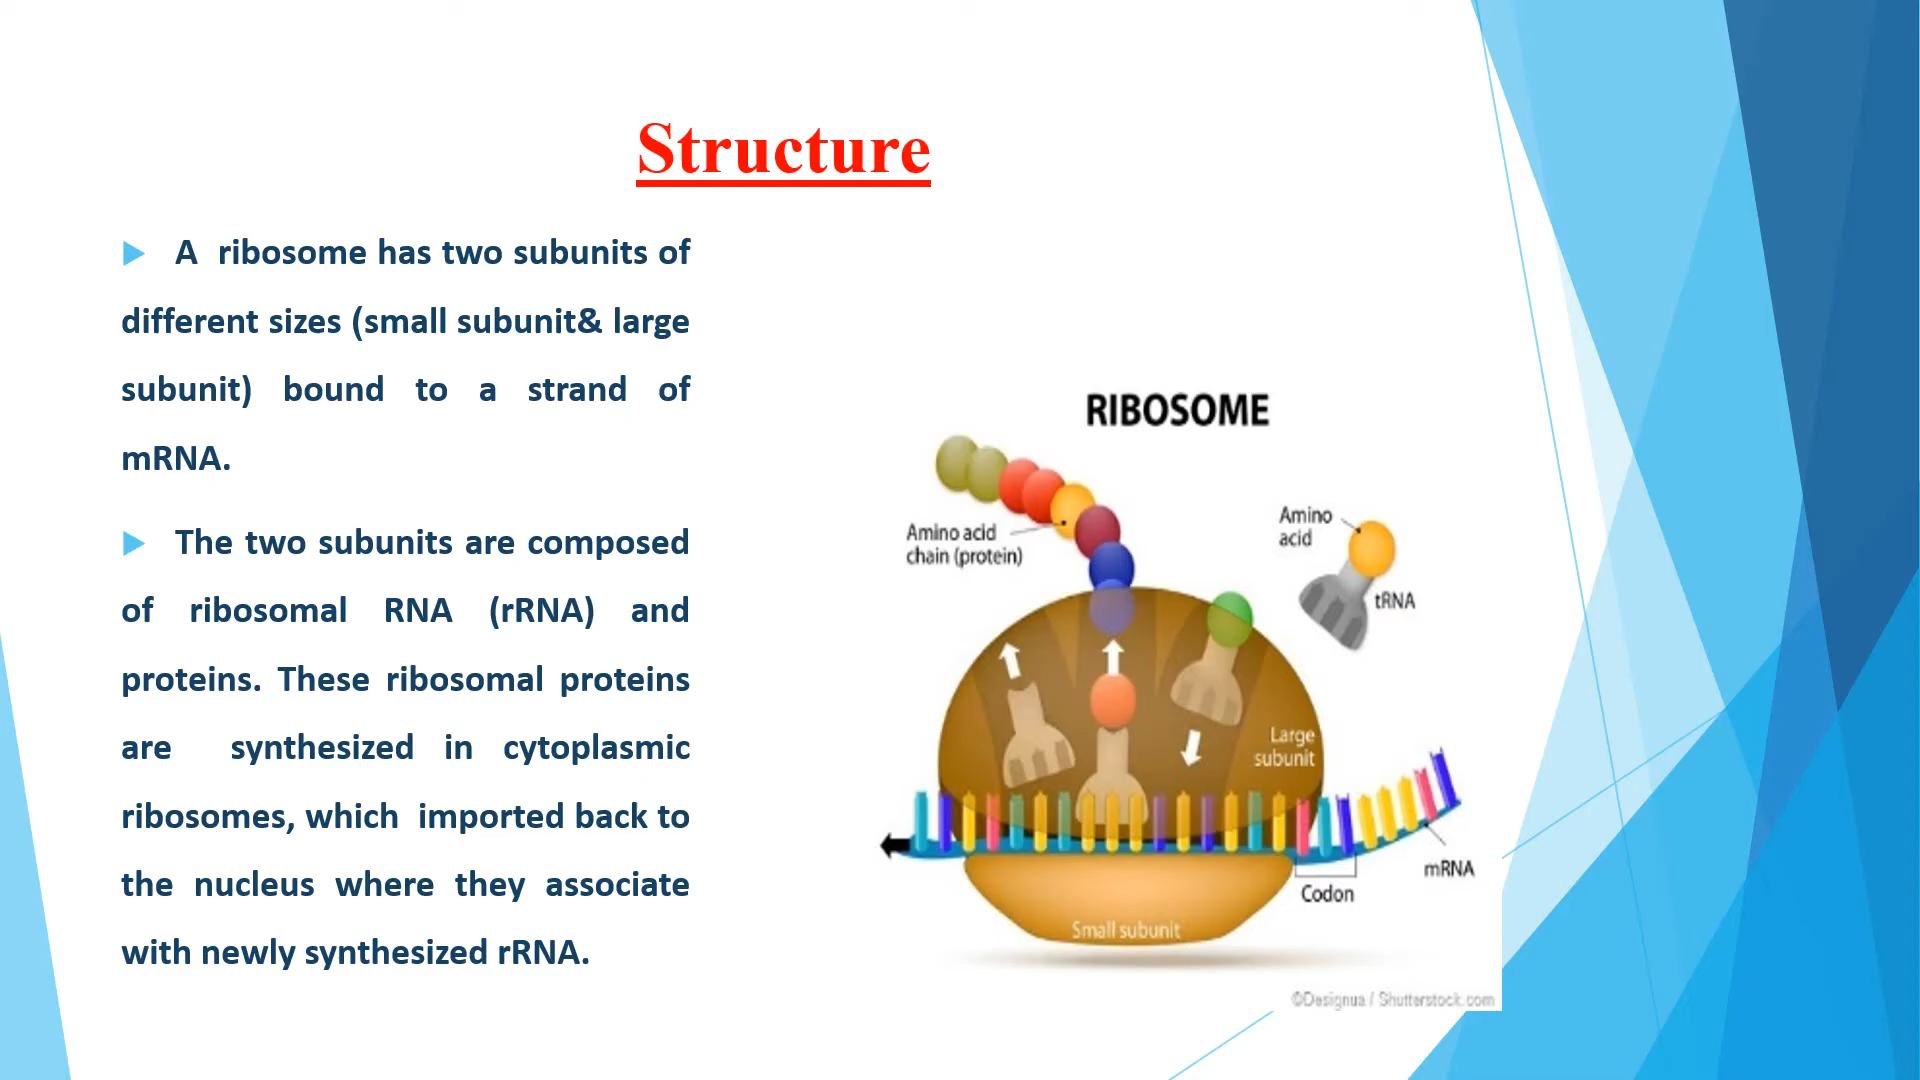 Structure
A ribosome has two subunits of
different sizes (small subunit& large
subunit) bound to a strand of
mRNA.
The two subunits are composed
of ribosomal RNA (rRNA) and
proteins. These ribosomal proteins
are synthesized in cytoplasmic
ribosomes, which imported back to
the nucleus where they associate
with newly synthesized rRNA.
RIBOSOME
Amino acid
chain (protein)
Amino
acid
tRNA
Large
subunit
mRNA
Codon
Small subunit
©Designua / Shutterstock.com